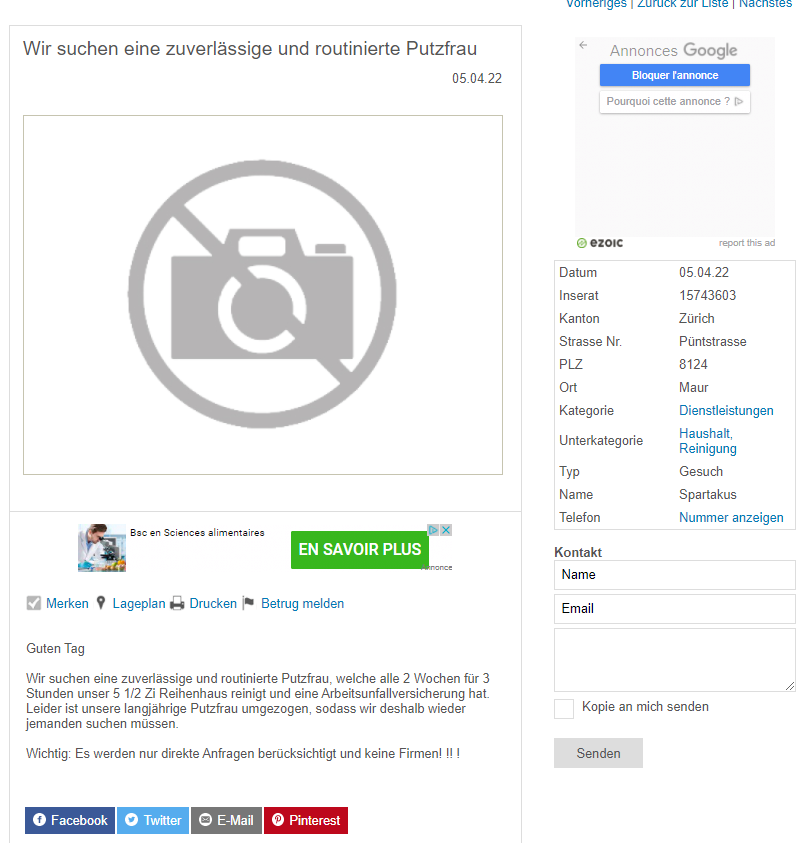 Vorheriges | Zurück zur Liste | Nächstes
Wir suchen eine zuverlässige und routinierte Putzfrau
05.04.22
Bsc en Sciences alimentaires
EN SAVOIR PLUS
Annonce
Merken Lageplan Drucken Betrug melden
Guten Tag
Wir suchen eine zuverlässige und routinierte Putzfrau, welche alle 2 Wochen für 3
Stunden unser 5 1/2 Zi Reihenhaus reinigt und eine Arbeitsunfallversicherung hat.
Leider ist unsere langjährige Putzfrau umgezogen, sodass wir deshalb wieder
jemanden suchen müssen.
Wichtig: Es werden nur direkte Anfragen berücksichtigt und keine Firmen! !! !
Facebook Twitter E-Mail Pinterest
Annonces Google
Bloquer l'annonce
Pourquoi cette annonce ?
ezoic report this ad
Datum 05.04.22
Inserat 15743603
Kanton Zürich
Strasse Nr. Püntstrasse
PLZ 8124
Ort Maur
Kategorie Dienstleistungen
Unterkategorie Haushalt,
Reinigung
Typ Gesuch
Name Spartakus
Telefon Nummer anzeigen
Kontakt
Name
Email
Kopie an mich senden
Senden